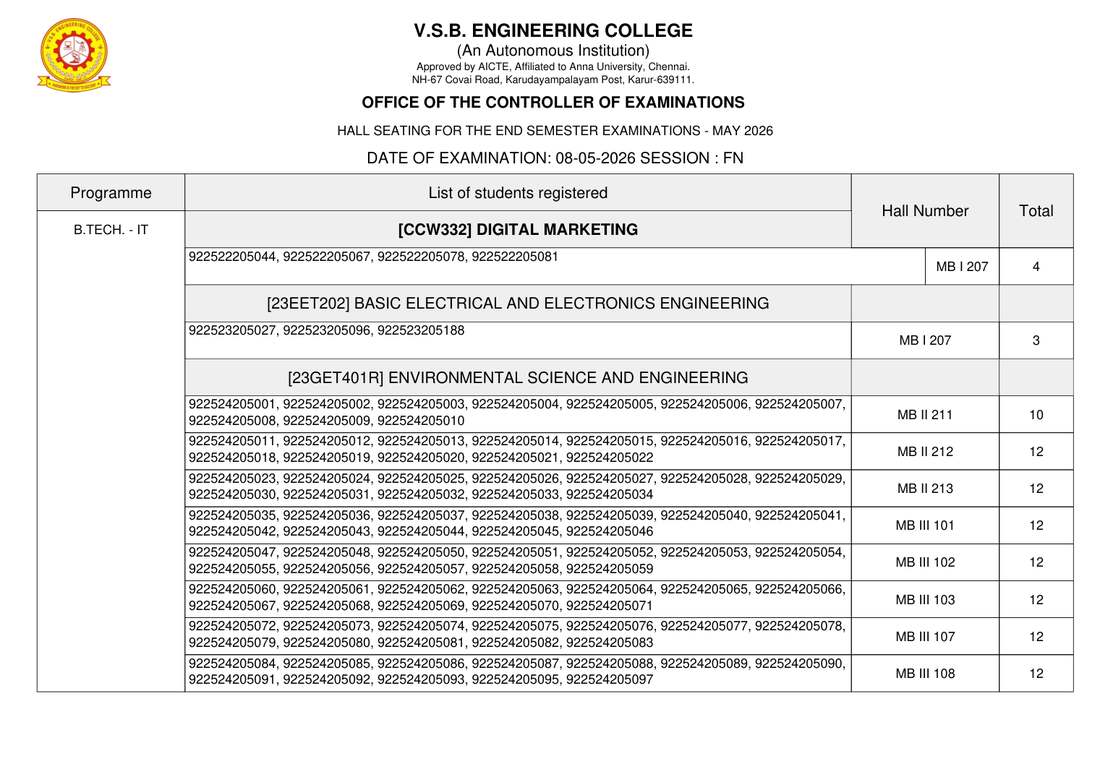 V.S.B. ENGINEERING COLLEGE
(An Autonomous Institution)
Approved by AICTE, Affiliated to Anna University, Chennai.
NH-67 Covai Road, Karudayampalayam Post, Karur-639111.
OFFICE OF THE CONTROLLER OF EXAMINATIONS
HALL SEATING FOR THE END SEMESTER EXAMINATIONS - MAY 2026
DATE OF EXAMINATION: 08-05-2026 SESSION : FN
Programme List of students registered Hall Number Total
B.TECH. - IT [CCW332] DIGITAL MARKETING
922522205044, 922522205067, 922522205078, 922522205081
MB I 207 4
[23EET202] BASIC ELECTRICAL AND ELECTRONICS ENGINEERING
922523205027, 922523205096, 922523205188
MB I 207 3
[23GET401R] ENVIRONMENTAL SCIENCE AND ENGINEERING
922524205001, 922524205002, 922524205003, 922524205004, 922524205005, 922524205006, 922524205007,
922524205008, 922524205009, 922524205010
MB II 211 10
922524205011, 922524205012, 922524205013, 922524205014, 922524205015, 922524205016, 922524205017,
922524205018, 922524205019, 922524205020, 922524205021, 922524205022
MB II 212 12
922524205023, 922524205024, 922524205025, 922524205026, 922524205027, 922524205028, 922524205029,
922524205030, 922524205031, 922524205032, 922524205033, 922524205034
MB II 213 12
922524205035, 922524205036, 922524205037, 922524205038, 922524205039, 922524205040, 922524205041,
922524205042, 922524205043, 922524205044, 922524205045, 922524205046
MB III 101 12
922524205047, 922524205048, 922524205050, 922524205051, 922524205052, 922524205053, 922524205054,
922524205055, 922524205056, 922524205057, 922524205058, 922524205059
MB III 102 12
922524205060, 922524205061, 922524205062, 922524205063, 922524205064, 922524205065, 922524205066,
922524205067, 922524205068, 922524205069, 922524205070, 922524205071
MB III 103 12
922524205072, 922524205073, 922524205074, 922524205075, 922524205076, 922524205077, 922524205078,
922524205079, 922524205080, 922524205081, 922524205082, 922524205083
MB III 107 12
922524205084, 922524205085, 922524205086, 922524205087, 922524205088, 922524205089, 922524205090,
922524205091, 922524205092, 922524205093, 922524205095, 922524205097
MB III 108 12